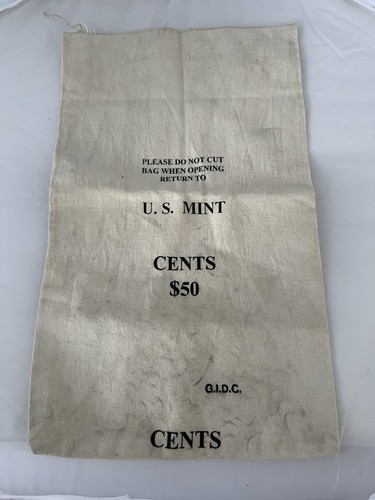 PLEASE DO NOT CUT
BAG WHEN OPENING
RETURN TO
U. S. MINT
CENTS
$50
G.I.D.C.
CENTS